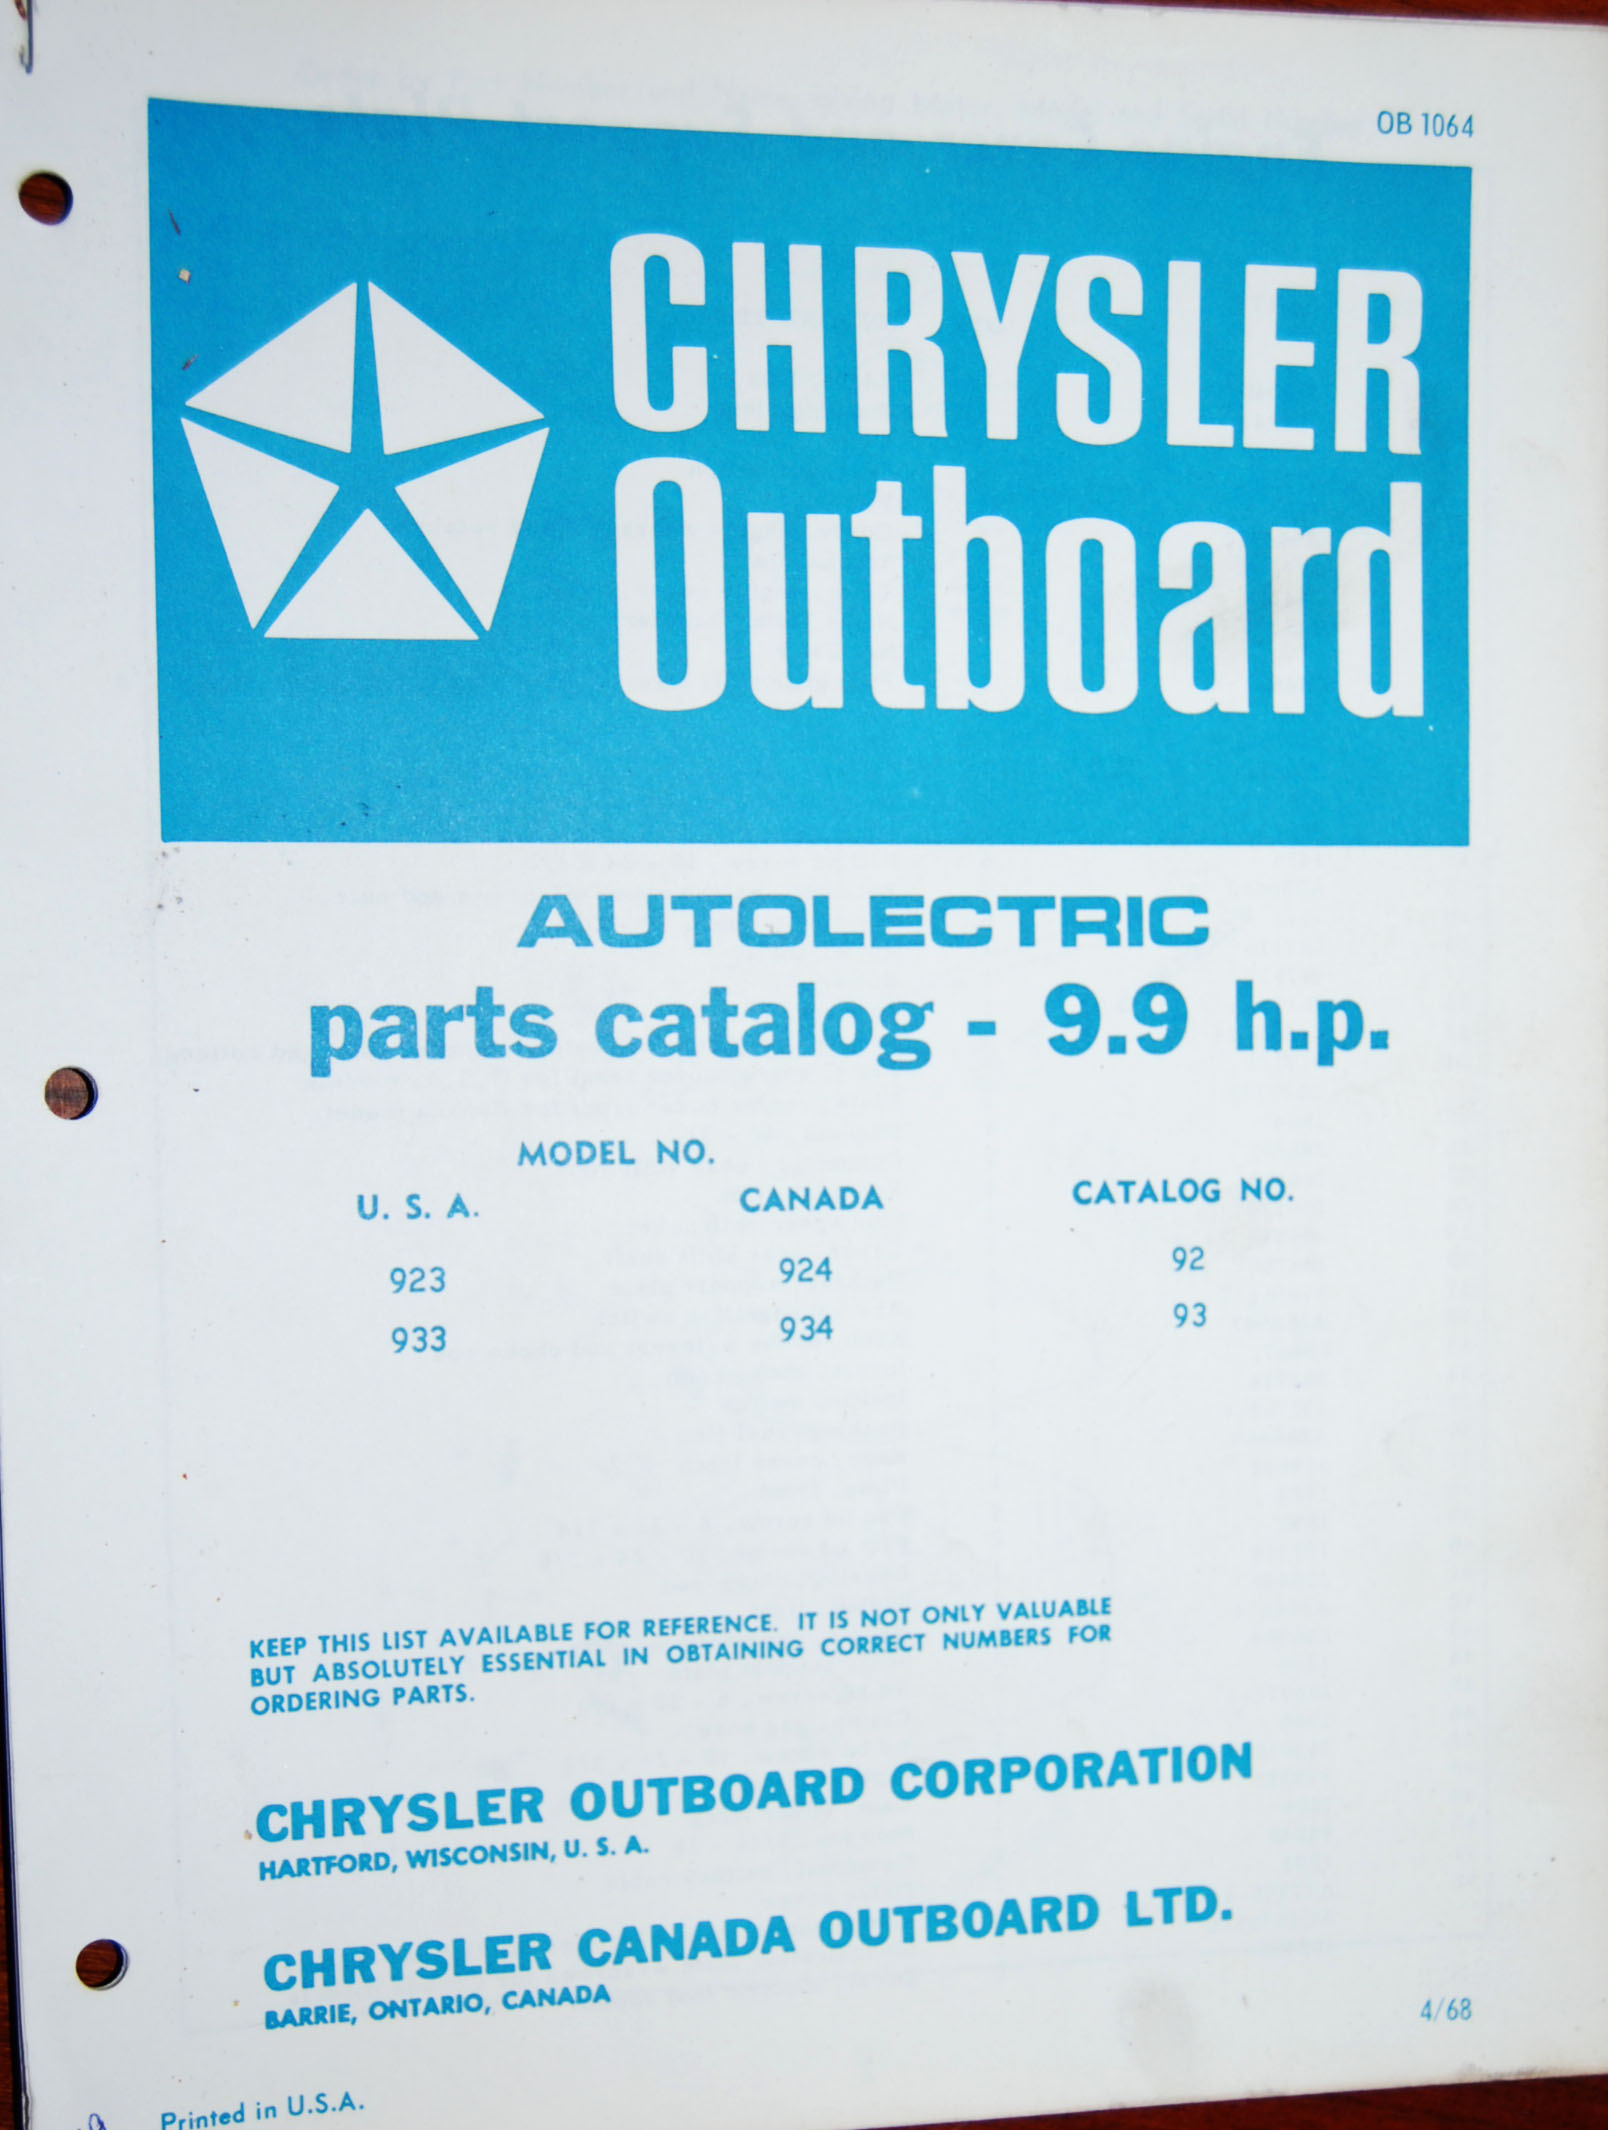 OB 1064
CHRYSLER
Outboard
AUTOLECTRIC
parts catalog - 9.9 h.p.
MODEL NO.
U. S. A. CANADA CATALOG NO.
923 924 92
933 934 93
KEEP THIS LIST AVAILABLE FOR REFERENCE. IT IS NOT ONLY VALUABLE
BUT ABSOLUTELY ESSENTIAL IN OBTAINING CORRECT NUMBERS FOR
ORDERING PARTS.
CHRYSLER OUTBOARD CORPORATION
HARTFORD, WISCONSIN, U. S. A.
CHRYSLER CANADA OUTBOARD LTD.
BARRIE, ONTARIO, CANADA
4/68
Printed in U.S.A.